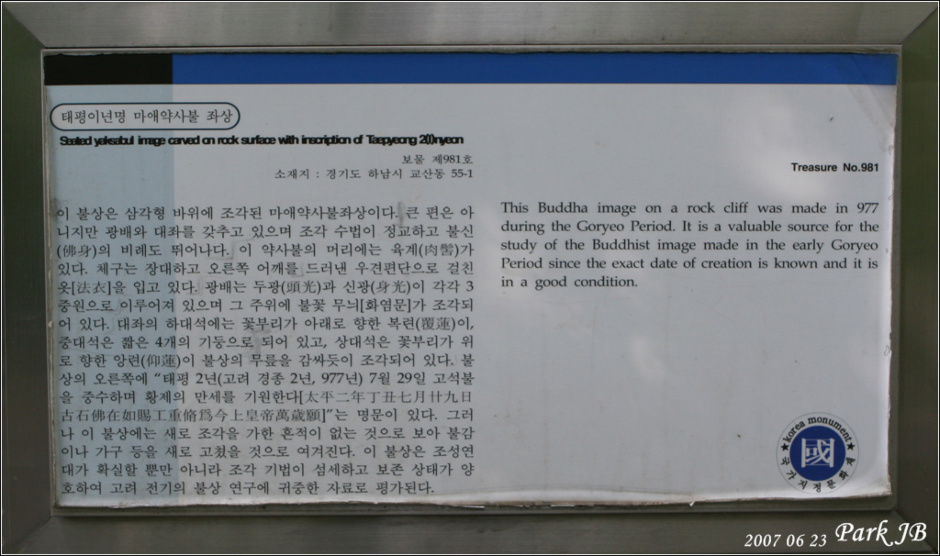 태평이년명 마애약사불 좌상
Seated yaksabul image carved on rock surface with inscription of Taepyeong 2(I)nyeon
보물 제981호
소재지 : 경기도 하남시 교산동 55-1
이 불상은 삼각형 바위에 조각된 마애약사불좌상이다. 큰 편은 아
니지만 광배와 대좌를 갖추고 있으며 조각 수법이 정교하고 불신
(佛身)의 비례도 뛰어나다. 이 약사불의 머리에는 육계(肉髻)가
있다. 체구는 장대하고 오른쪽 어깨를 드러낸 우견편단으로 걸친
옷[法衣]을 입고 있다. 광배는 두광(頭光)과 신광(身光)이 각각 3
중원으로 이루어져 있으며 그 주위에 불꽃 무늬[화염문]가 조각되
어 있다. 대좌의 하대석에는 꽃부리가 아래로 향한 복련(覆蓮)이,
중대석은 짧은 4개의 기둥으로 되어 있고, 상대석은 꽃부리가 위
로 향한 앙련(仰蓮)이 불상의 무릎을 감싸듯이 조각되어 있다. 불
상의 오른쪽에 “태평 2년(고려 경종 2년, 977년) 7월 29일 고석불
을 중수하며 황제의 만세를 기원한다[太平二年丁丑七月廿九日
古石佛在如賜工重脩爲今上皇帝萬歲願]”는 명문이 있다. 그러
나 이 불상에는 새로 조각을 가한 흔적이 없는 것으로 보아 불감
이나 가구 등을 새로 고쳤을 것으로 여겨진다. 이 불상은 조성연
대가 확실할 뿐만 아니라 조각 기법이 섬세하고 보존 상태가 양
호하여 고려 전기의 불상 연구에 귀중한 자료로 평가된다.
Treasure No.981
This Buddha image on a rock cliff was made in 977
during the Goryeo Period. It is a valuable source for the
study of the Buddhist image made in the early Goryeo
Period since the exact date of creation is known and it is
in a good condition.
korea monument
國
국가지정문화재
2007 06 23 Park JB